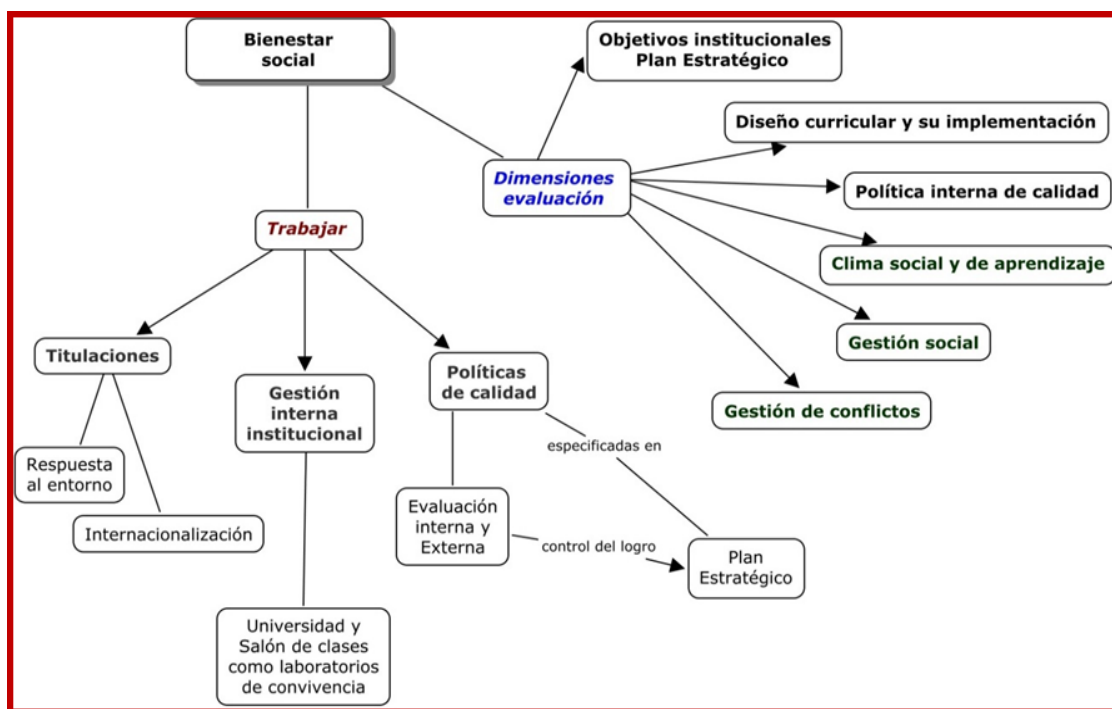 Bienestar
social
Objetivos institucionales
Plan Estratégico
Diseño curricular y su implementación
Dimensiones
evaluación
Política interna de calidad
Trabajar
Clima social y de aprendizaje
Gestión social
Gestión de conflictos
Titulaciones
Gestión
interna
institucional
Políticas
de calidad
especificadas en
Respuesta
al entorno
Internacionalización
Evaluación
interna y
Externa
control del logro
Plan
Estratégico
Universidad y
Salón de clases
como laboratorios
de convivencia